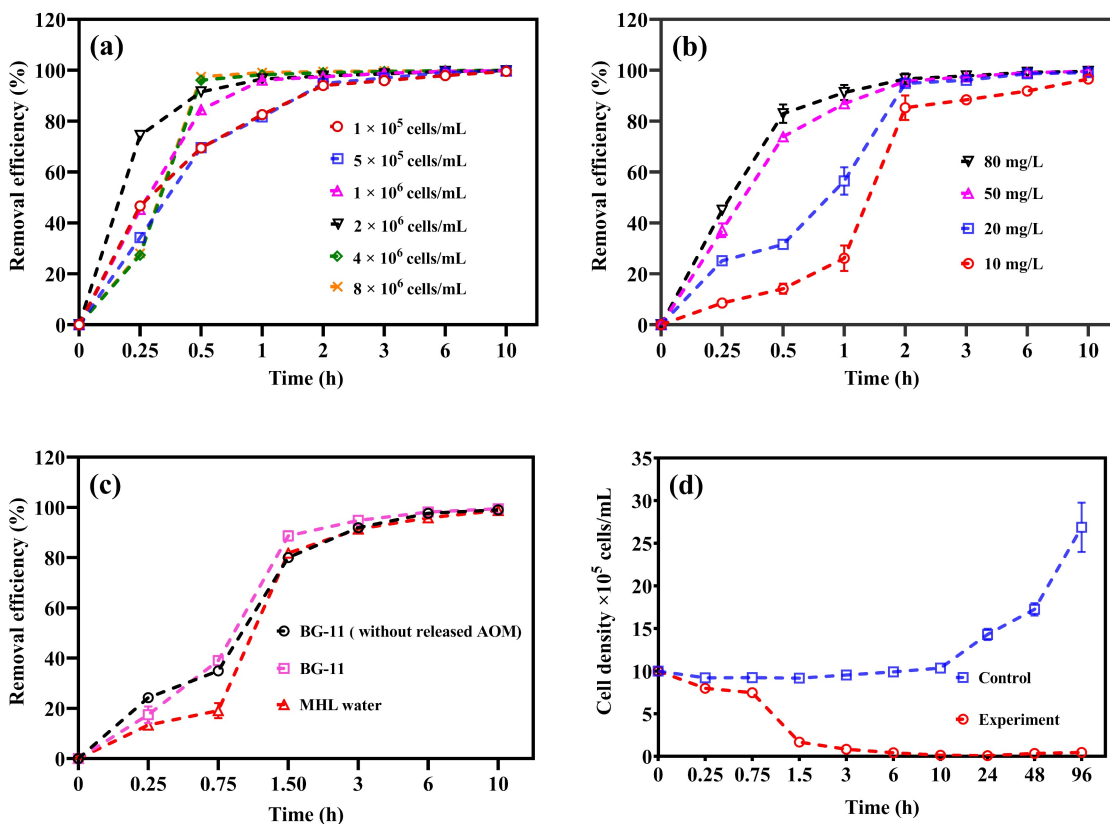 (a)
Removal efficiency (%)
120
100
80
60
40
20
0
1 × 10⁵ cells/mL
5 × 10⁵ cells/mL
1 × 10⁶ cells/mL
2 × 10⁶ cells/mL
4 × 10⁶ cells/mL
8 × 10⁶ cells/mL
0 0.25 0.5 1 2 3 6 10
Time (h)
(b)
Removal efficiency (%)
120
100
80
60
40
20
0
80 mg/L
50 mg/L
20 mg/L
10 mg/L
0 0.25 0.5 1 2 3 6 10
Time (h)
(c)
Removal efficiency (%)
120
100
80
60
40
20
0
BG-11 ( without released AOM)
BG-11
MHL water
0 0.25 0.75 1.50 3 6 10
Time (h)
(d)
Cell density ×10⁵ cells/mL
35
30
25
20
15
10
5
0
Control
Experiment
0 0.25 0.75 1.5 3 6 10 24 48 96
Time (h)